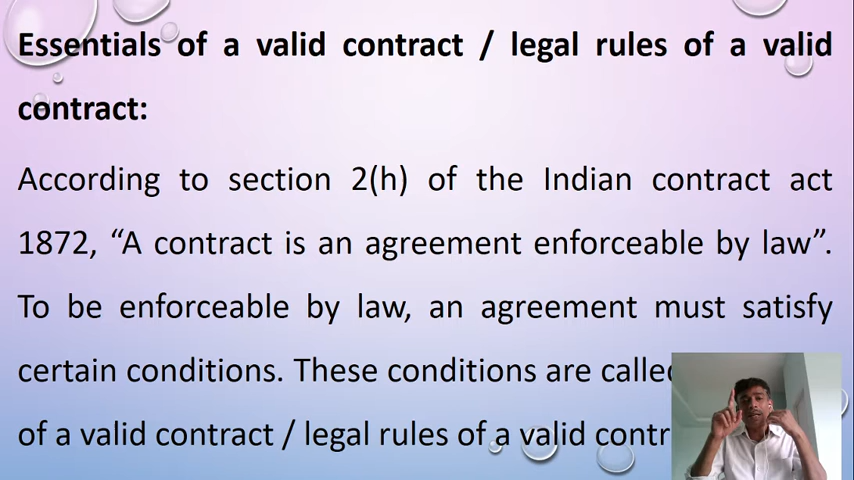 Essentials of a valid contract / legal rules of a valid
contract:
According to section 2(h) of the Indian contract act
1872, “A contract is an agreement enforceable by law”.
To be enforceable by law, an agreement must satisfy
certain conditions. These conditions are
of a valid contract / legal rules of a valid